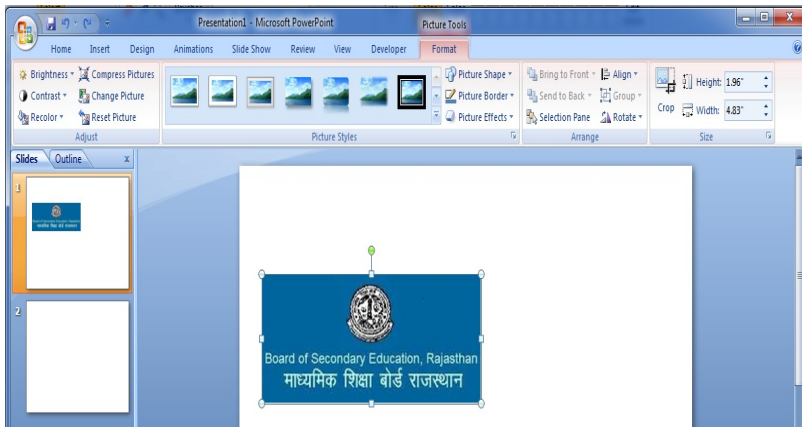 Presentation1 - Microsoft PowerPoint
Picture Tools
Home Insert Design Animations Slide Show Review View Developer Format
Brightness Compress Pictures Picture Shape Bring to Front Align Height: 1.96"
Contrast Change Picture Picture Border Send to Back Group
Recolor Reset Picture Picture Effects Selection Pane Rotate Crop Width: 4.83"
Adjust Picture Styles Arrange Size
Slides Outline x
1
2
Board of Secondary Education, Rajasthan
माध्यमिक शिक्षा बोर्ड राजस्थान